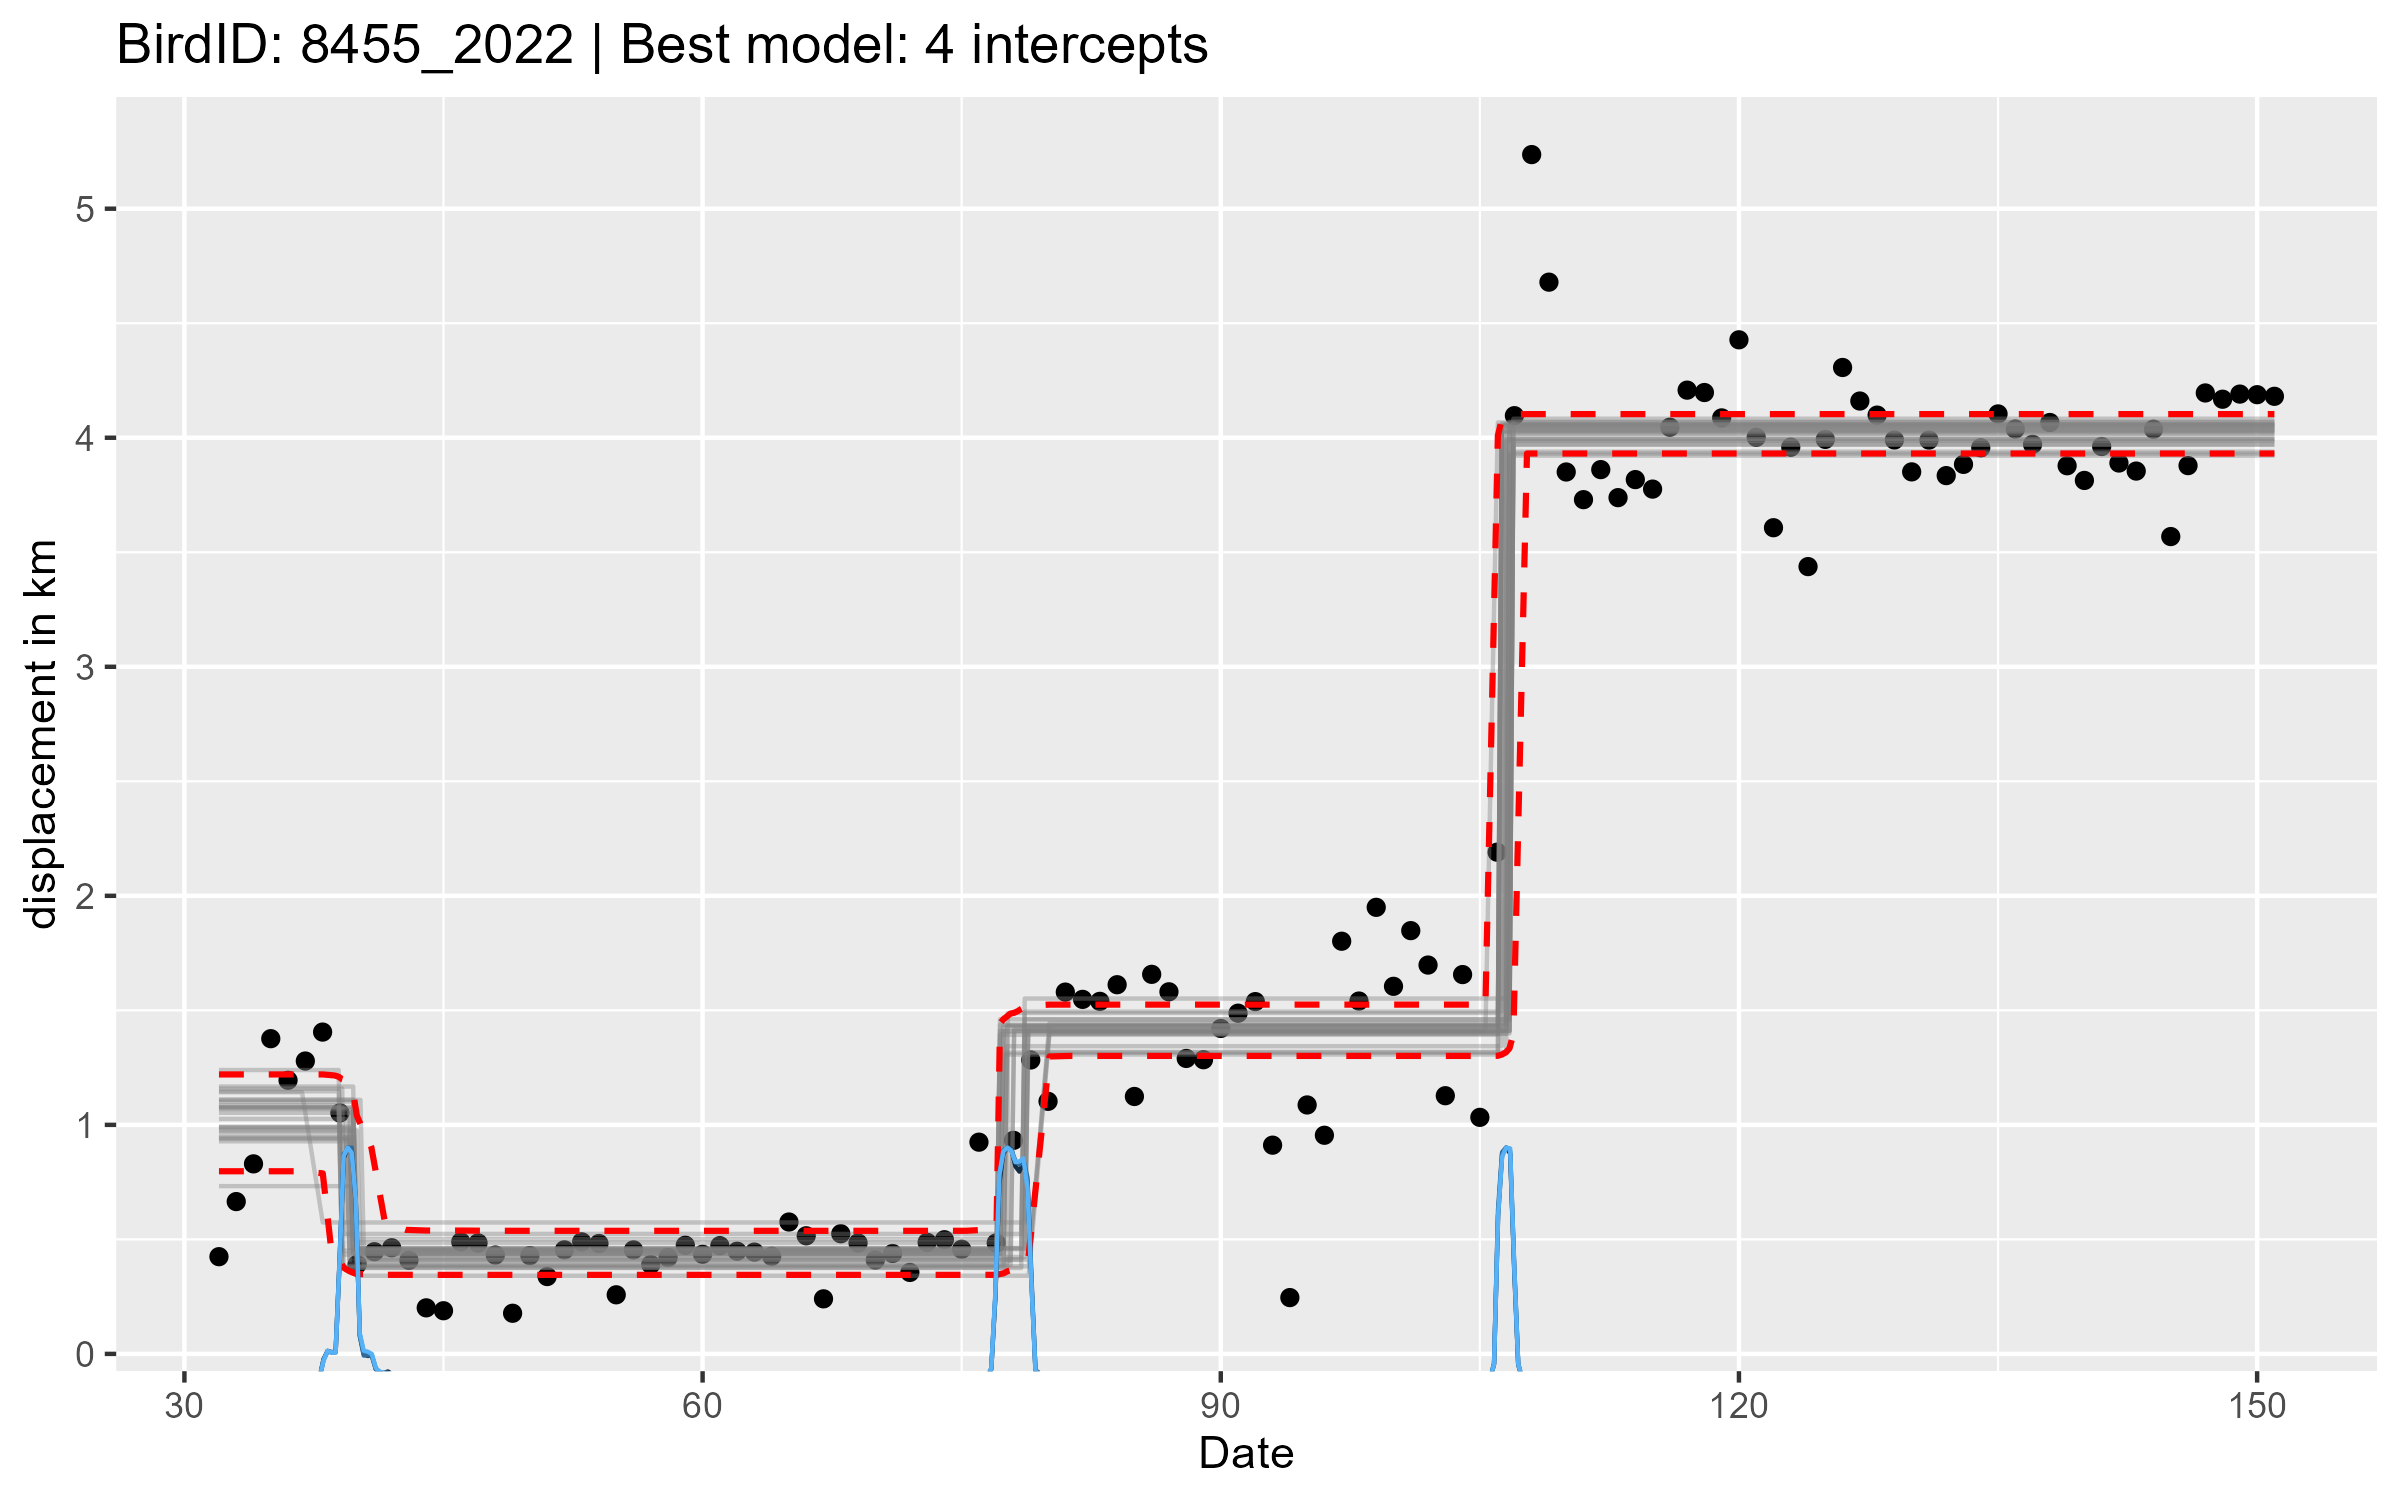 BirdID: 8455_2022 | Best model: 4 intercepts
displacement in km
5
4
3
2
1
0
30 60 90 120 150
Date